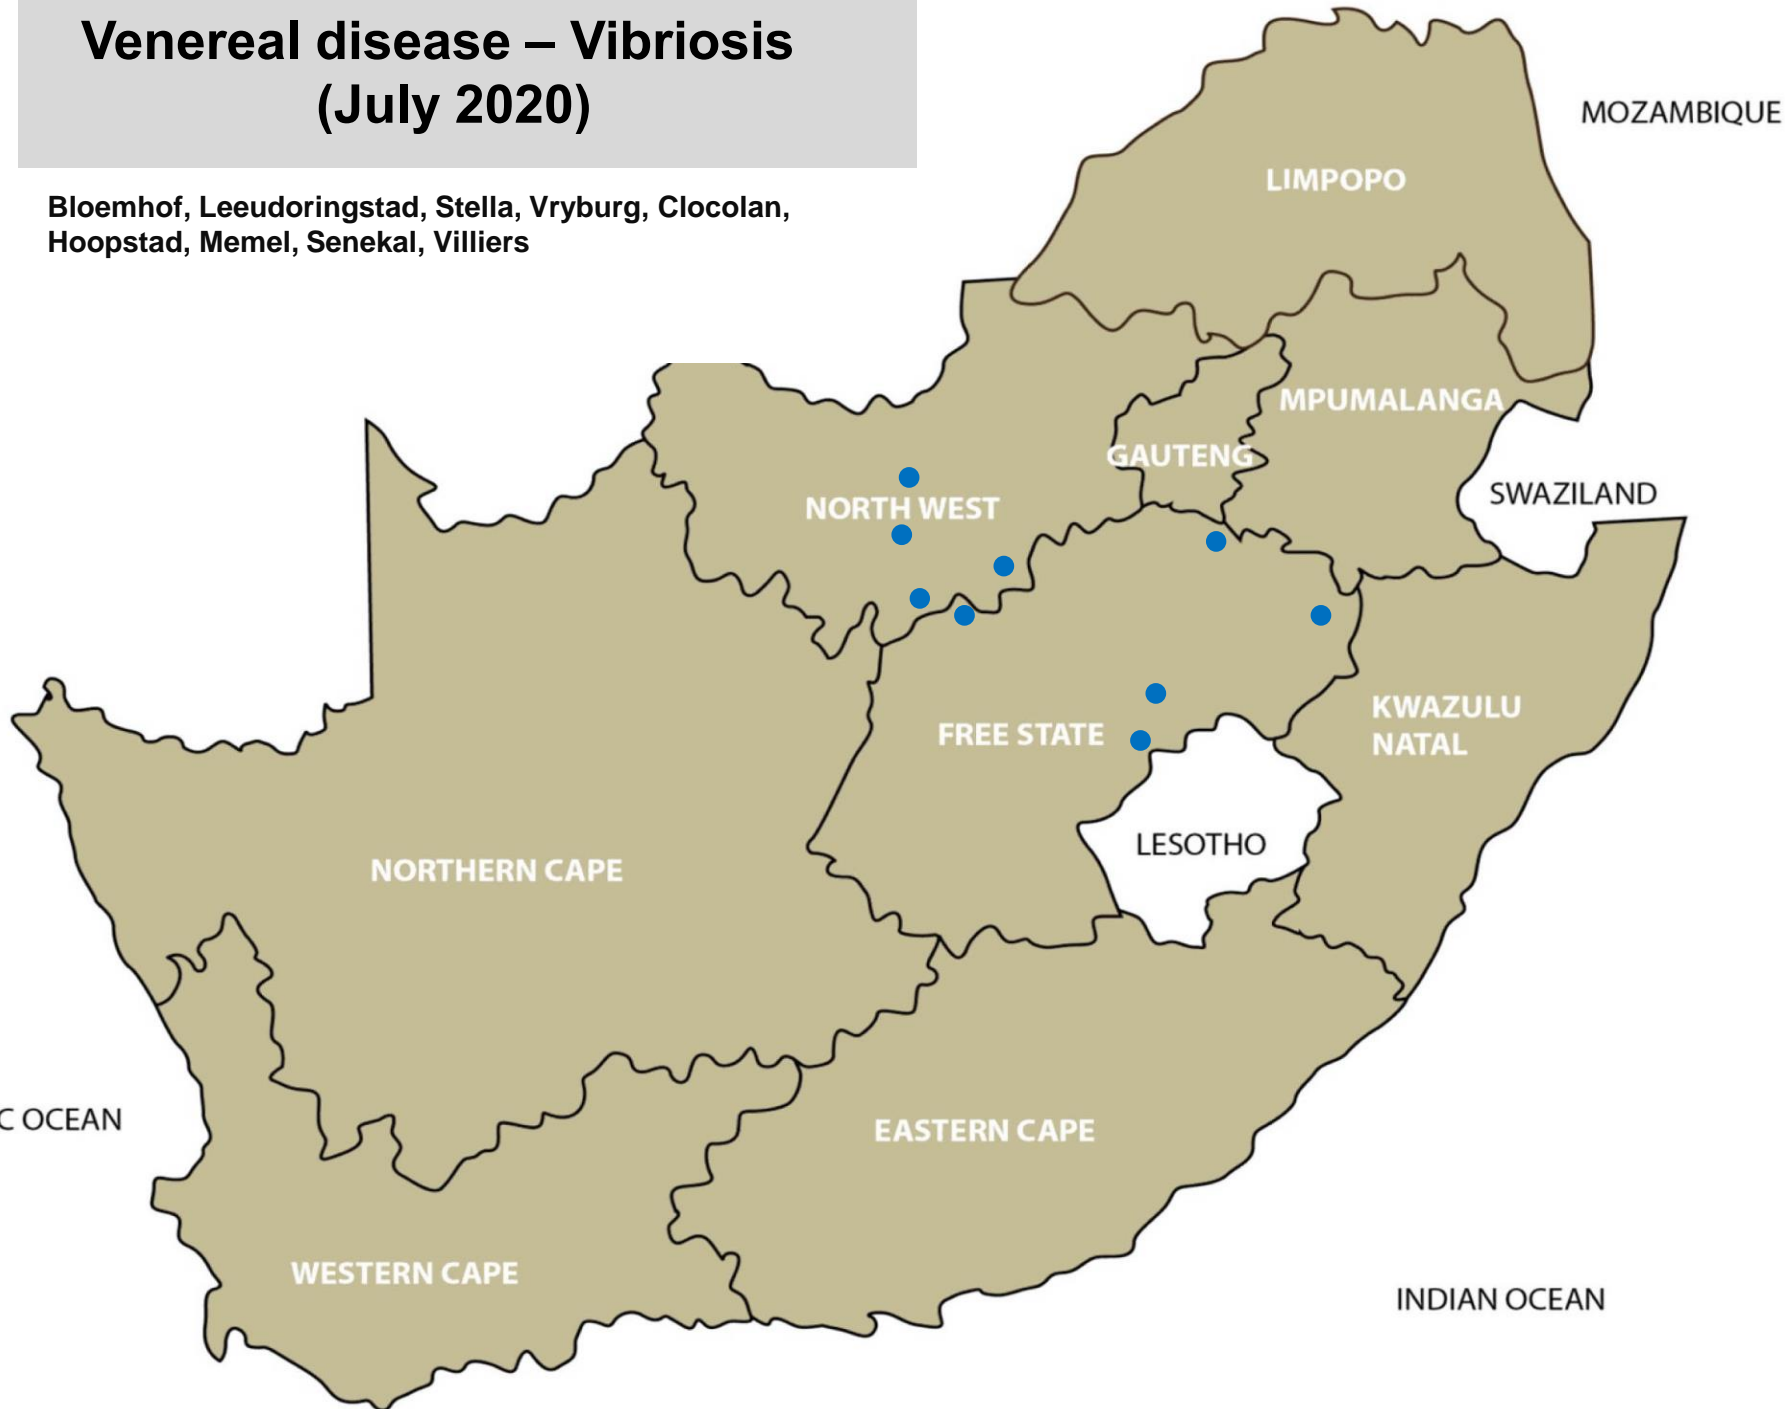 Venereal disease – Vibriosis
(July 2020)
Bloemhof, Leeudoringstad, Stella, Vryburg, Clocolan,
Hoopstad, Memel, Senekal, Villiers
MOZAMBIQUE
LIMPOPO
MPUMALANGA
GAUTENG
SWAZILAND
NORTH WEST
KWAZULU
NATAL
FREE STATE
LESOTHO
NORTHERN CAPE
C OCEAN
EASTERN CAPE
WESTERN CAPE
INDIAN OCEAN